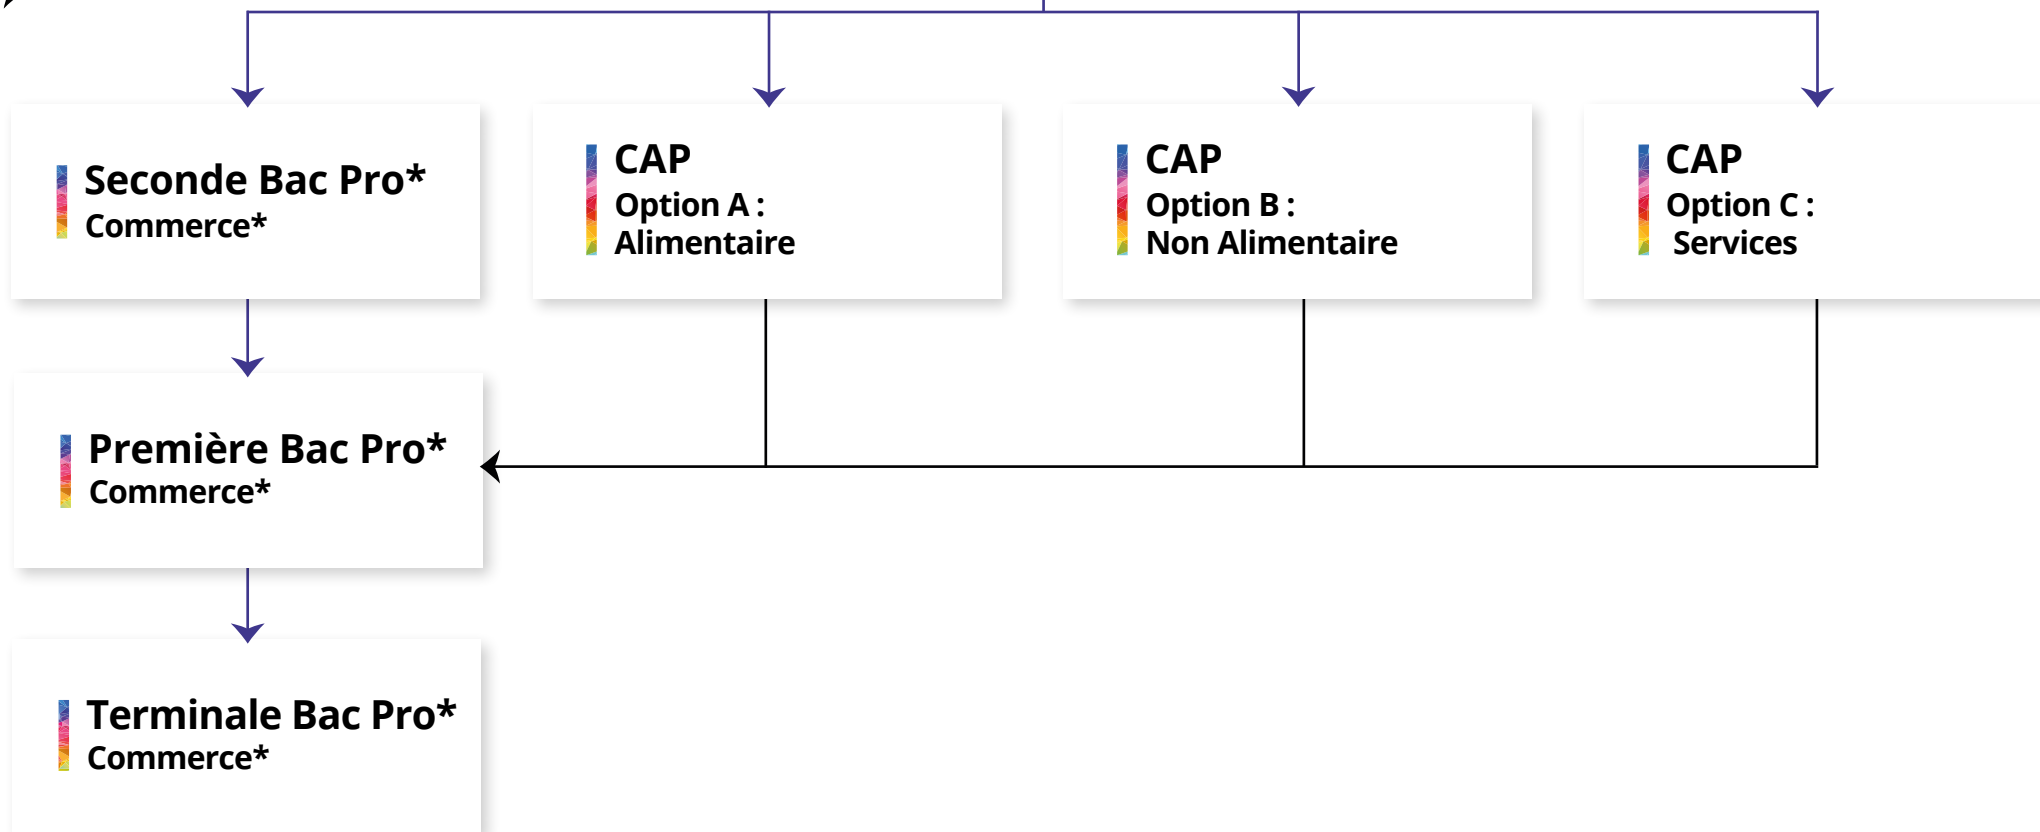 Seconde Bac Pro*
Commerce*
CAP
Option A :
Alimentaire
CAP
Option B :
Non Alimentaire
CAP
Option C :
Services
Première Bac Pro*
Commerce*
Terminale Bac Pro*
Commerce*